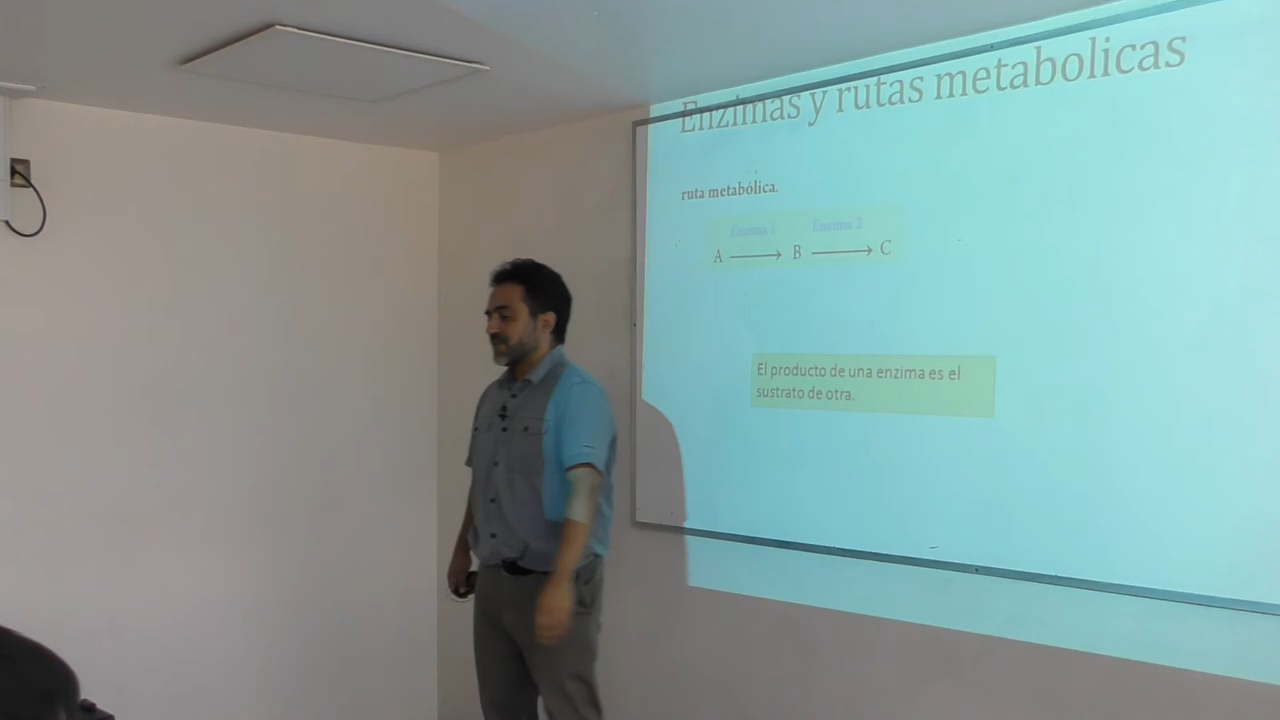 Enzimas y rutas metabolicas
ruta metabólica.
Enzima 1 Enzima 2
A B C
El producto de una enzima es el
sustrato de otra.